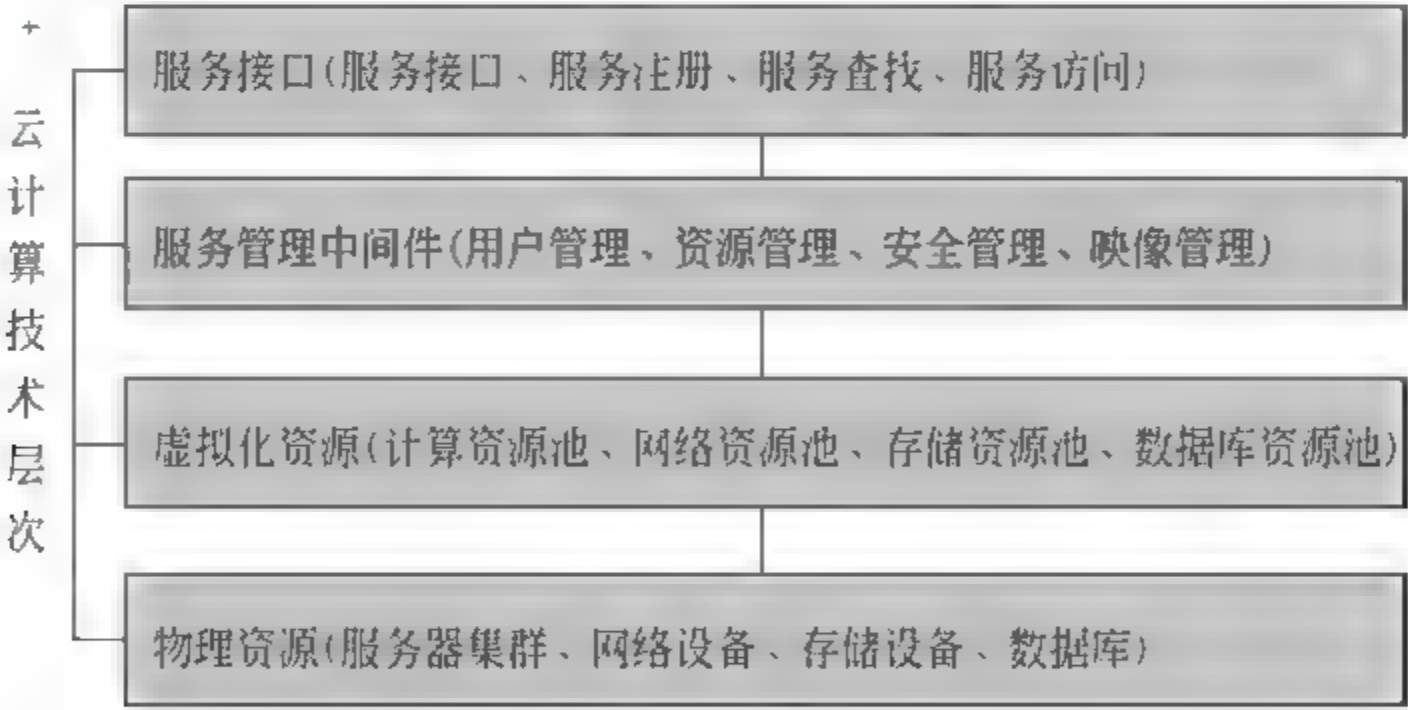 云计算技术层次
服务接口(服务接口、服务注册、服务查找、服务访问)
服务管理中间件(用户管理、资源管理、安全管理、映像管理)
虚拟化资源(计算资源池、网络资源池、存储资源池、数据库资源池)
物理资源(服务器集群、网络设备、存储设备、数据库)